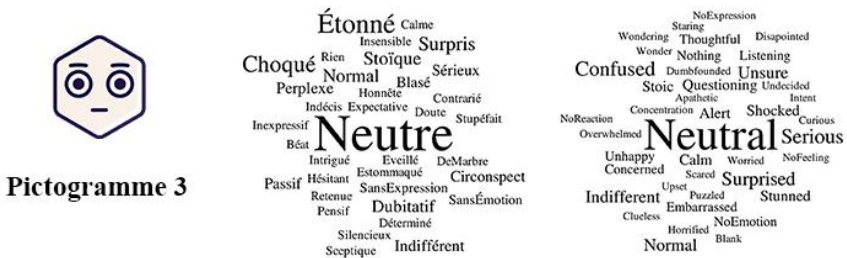 Pictogramme 3
Étonné Calme
Insensible Surpris
Choqué Rien Stoïque
Normal Blasé Sérieux
Perplexe Honnête Contrarié
Indécis Expectative Doute Stupéfait
Inexpressif Neutre
Béat
Intrigué Eveillé DeMarbre
Passif Hésitant Estommaqué Circonspect
Retenue SansExpression SansÉmotion
Pensif Dubitatif
Déterminé
Silencieux
Sceptique Indifférent
NoExpression
Staring
Wondering Thoughtful Disapointed
Wonder Nothing Listening
Confused Dumbfounded Unsure
Stoic Questioning Undecided
Apathetic Intent
Concentration Alert Shocked
NoReaction Curious
Overwhelmed Neutral Serious
Unhappy Calm Worried NoFeeling
Concerned Scared Surprised
Indifferent Upset Puzzled Stunned
Embarrassed
Clueless NoEmotion
Horrified Blank
Normal